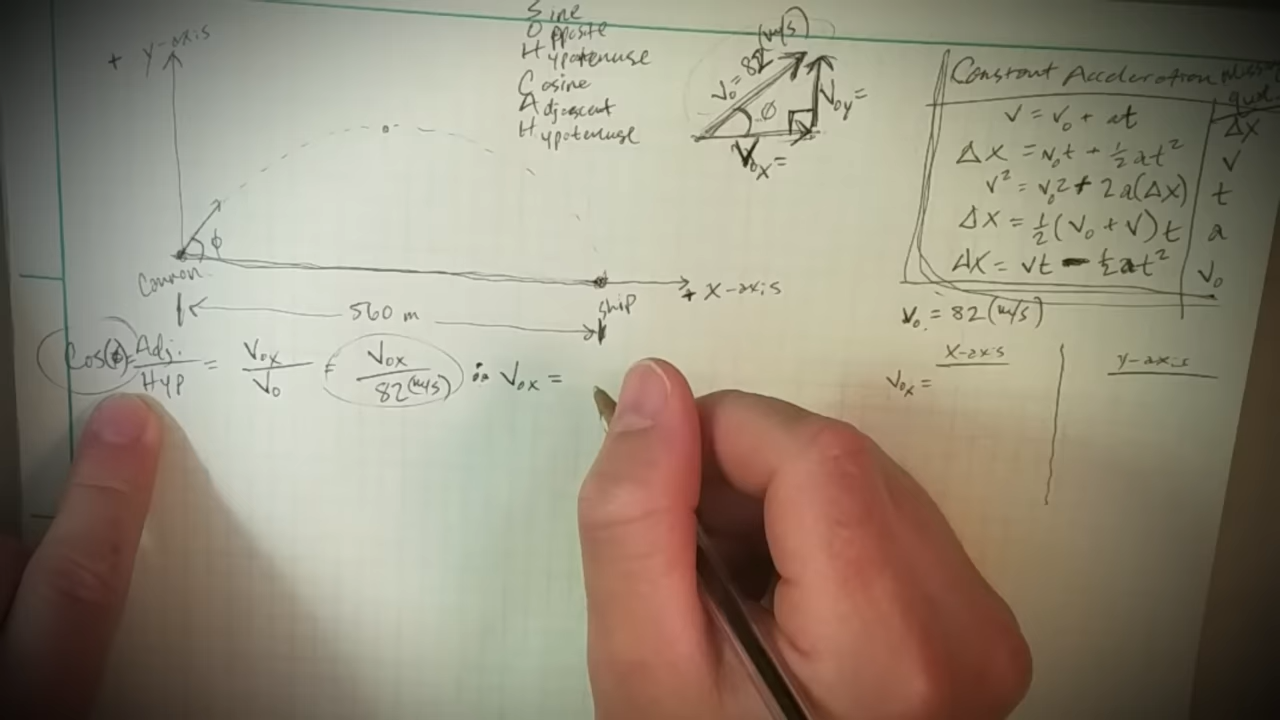 + y-axis
Sine
Opposite
Hypotenuse
Cosine
Adjacent
Hypotenuse
V₀ = 82 (m/s)
ϕ
V₀y =
V₀x =
Constant Acceleration
V = V₀ + at
Δx = V₀t + ½at²
V² = V₀² + 2a(Δx)
Δx = ½(V₀ + V)t
Δx = Vt - ½at²
Δx
V
t
a
V₀
ϕ
Cannon
+ x-axis
ship
560 m
Cos(ϕ) = Adj. / Hyp = V₀x / V₀ = V₀x / 82 (m/s) ∴ V₀x =
V₀ = 82 (m/s)
x-axis
y-axis
V₀x =